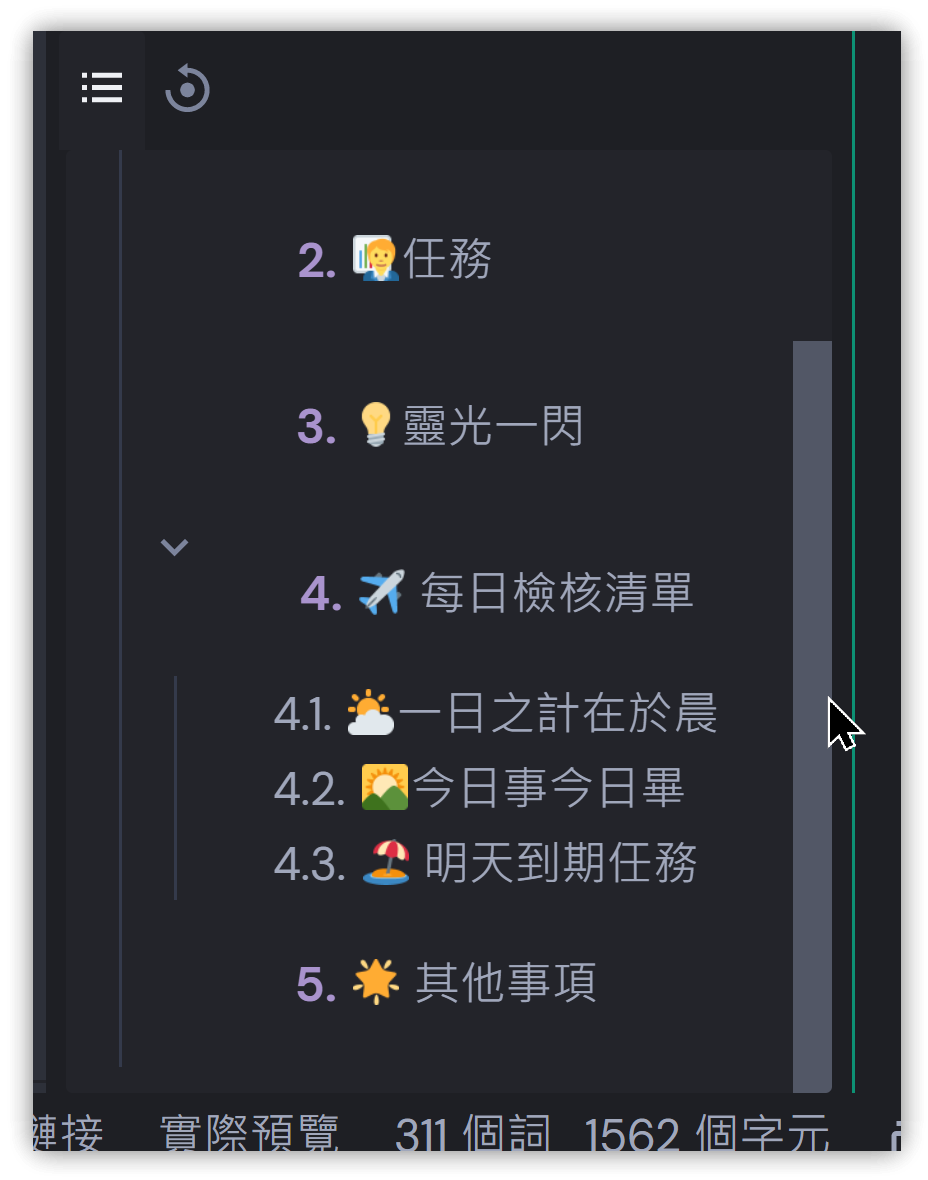 2. 🧑‍💼任務
3. 💡靈光一閃
4. ✈️ 每日檢核清單
4.1. 🌥️一日之計在於晨
4.2. 🌄今日事今日畢
4.3. 🏖️ 明天到期任務
5. 🌟 其他事項
鏈接 實際預覽 311 個詞 1562 個字元